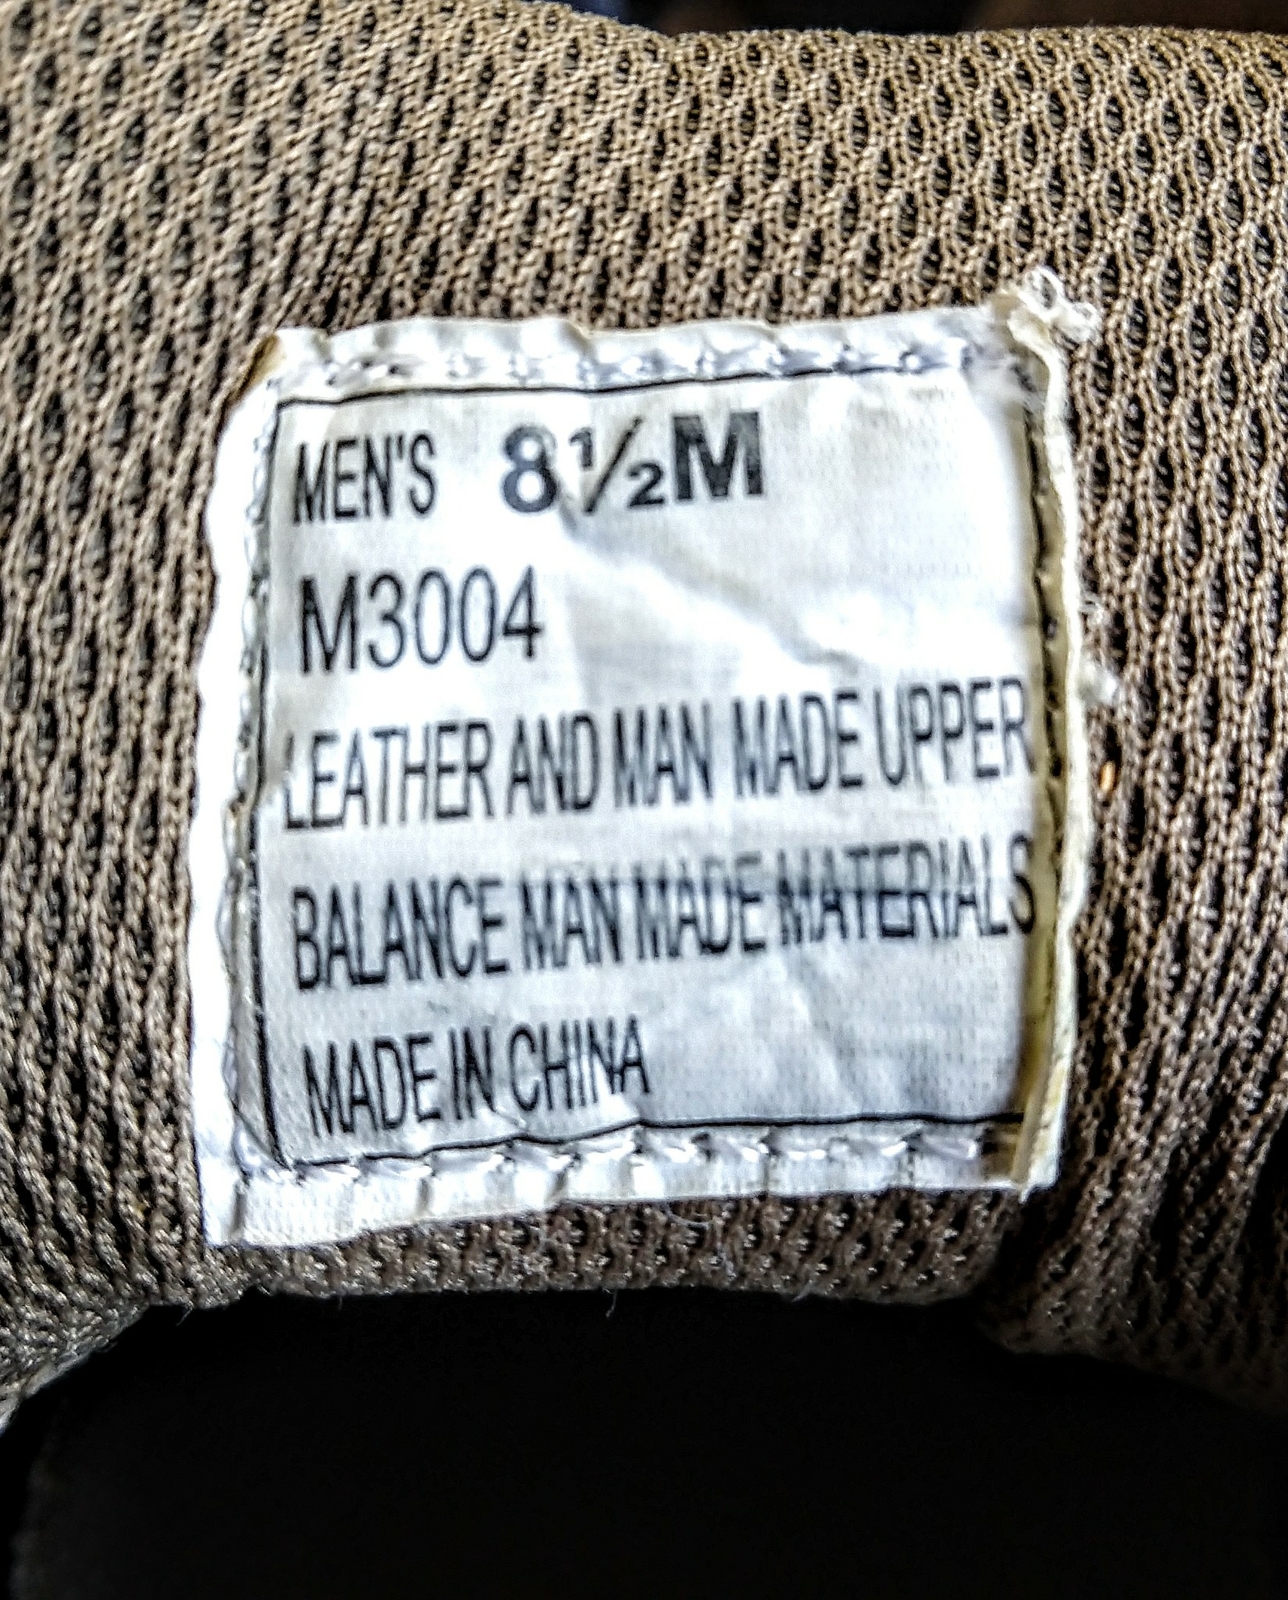 MEN'S 8½M
M3004
LEATHER AND MAN MADE UPPER
BALANCE MAN MADE MATERIALS
MADE IN CHINA